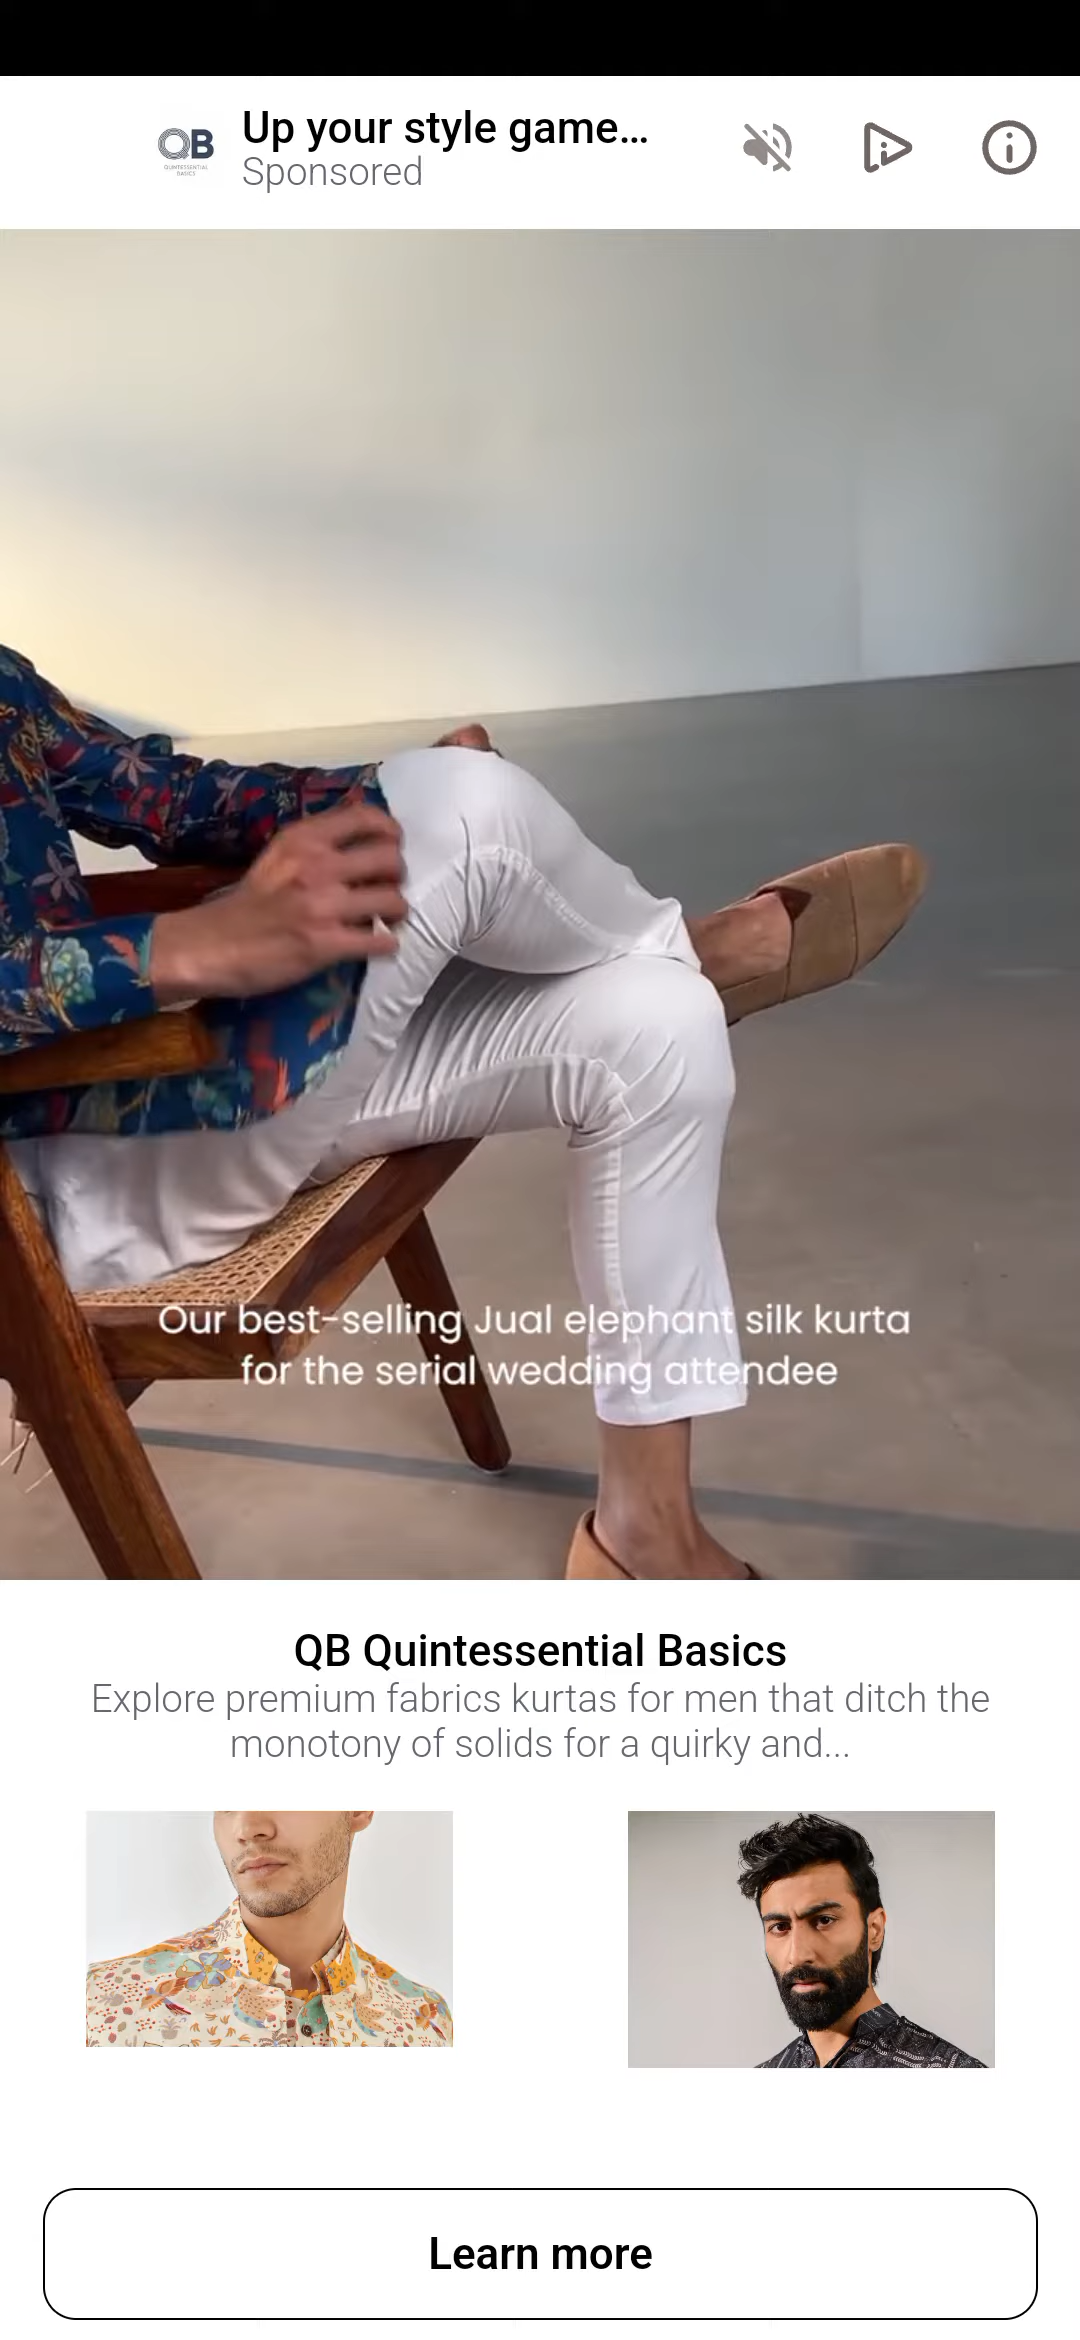 QB
QUINTESSENTIAL
BASICS
Up your style game...
Sponsored
Our best-selling Jual elephant silk kurta
for the serial wedding attendee
QB Quintessential Basics
Explore premium fabrics kurtas for men that ditch the
monotony of solids for a quirky and...
Learn more